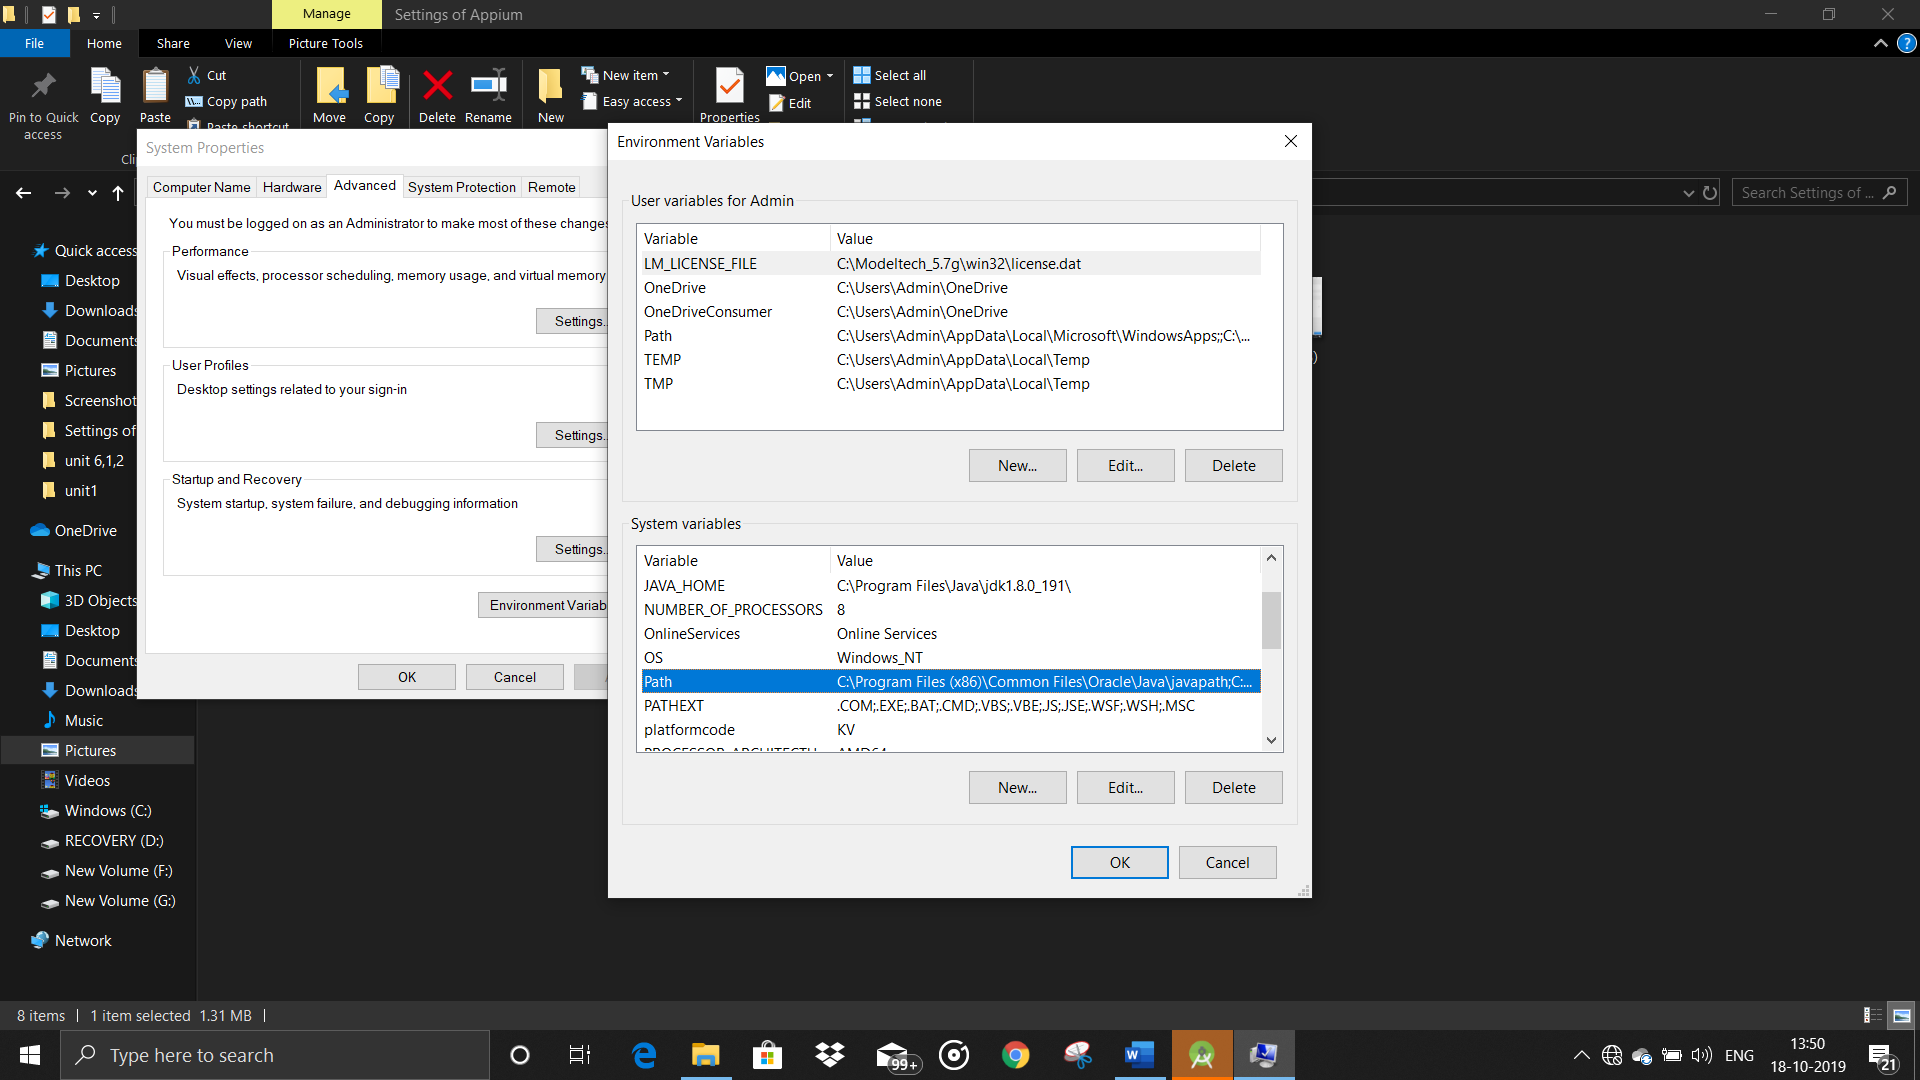 Manage
Settings of Appium
File
Home
Share
View
Picture Tools
Pin to Quick
access
Copy
Paste
Cut
Copy path
Paste shortcut
Move
Copy
Delete
Rename
New
New item
Easy access
Properties
Open
Edit
Select all
Select none
Search Settings of ...
Quick access
Desktop
Downloads
Documents
Pictures
Screenshot
Settings of
unit 6,1,2
unit1
OneDrive
This PC
3D Objects
Desktop
Documents
Downloads
Music
Pictures
Videos
Windows (C:)
RECOVERY (D:)
New Volume (F:)
New Volume (G:)
Network
System Properties
Computer Name
Hardware
Advanced
System Protection
Remote
You must be logged on as an Administrator to make most of these changes
Performance
Visual effects, processor scheduling, memory usage, and virtual memory
Settings..
User Profiles
Desktop settings related to your sign-in
Settings..
Startup and Recovery
System startup, system failure, and debugging information
Settings..
Environment Variab
OK
Cancel
Environment Variables
User variables for Admin
Variable Value
LM_LICENSE_FILE C:\Modeltech_5.7g\win32\license.dat
OneDrive C:\Users\Admin\OneDrive
OneDriveConsumer C:\Users\Admin\OneDrive
Path C:\Users\Admin\AppData\Local\Microsoft\WindowsApps;;C:\...
TEMP C:\Users\Admin\AppData\Local\Temp
TMP C:\Users\Admin\AppData\Local\Temp
New...
Edit...
Delete
System variables
Variable Value
JAVA_HOME C:\Program Files\Java\jdk1.8.0_191\
NUMBER_OF_PROCESSORS 8
OnlineServices Online Services
OS Windows_NT
Path C:\Program Files (x86)\Common Files\Oracle\Java\javapath;C:...
PATHEXT .COM;.EXE;.BAT;.CMD;.VBS;.VBE;.JS;.JSE;.WSF;.WSH;.MSC
platformcode KV
New...
Edit...
Delete
OK
Cancel
8 items
1 item selected 1.31 MB
Type here to search
99+
ENG
13:50
18-10-2019
21